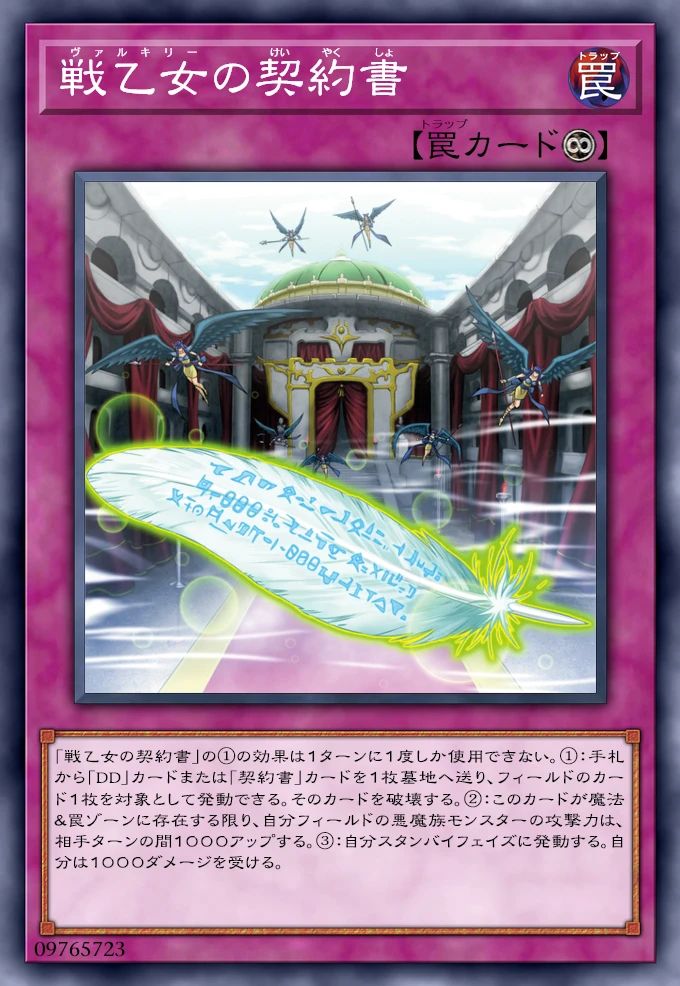 ヴァルキリー けいやくしょ
戦乙女の契約書
トラップ
罠
トラップ
【罠カード】
「戦乙女の契約書」の①の効果は1ターンに1度しか使用できない。①:手札
から「DD」カードまたは「契約書」カードを1枚墓地へ送り、フィールドのカー
ド1枚を対象として発動できる。そのカードを破壊する。②:このカードが魔法
&罠ゾーンに存在する限り、自分フィールドの悪魔族モンスターの攻撃力は、
相手ターンの間1000アップする。③:自分スタンバイフェイズに発動する。自
分は1000ダメージを受ける。
09765723